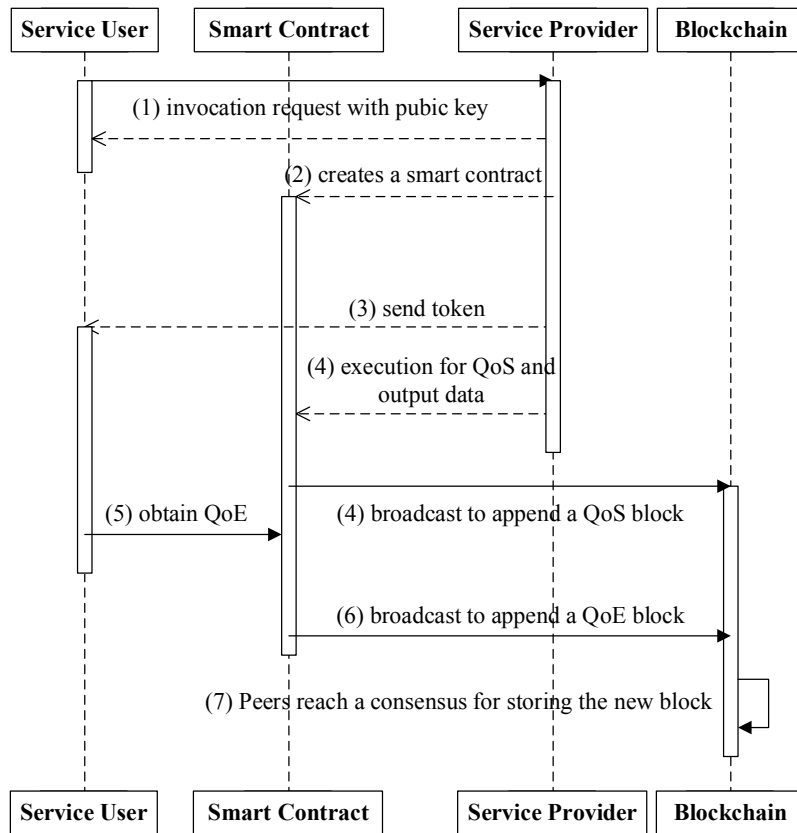 Service User
Smart Contract
Service Provider
Blockchain
(1) invocation request with pubic key
(2) creates a smart contract
(3) send token
(4) execution for QoS and
output data
(4) broadcast to append a QoS block
(5) obtain QoE
(6) broadcast to append a QoE block
(7) Peers reach a consensus for storing the new block
Service User
Smart Contract
Service Provider
Blockchain